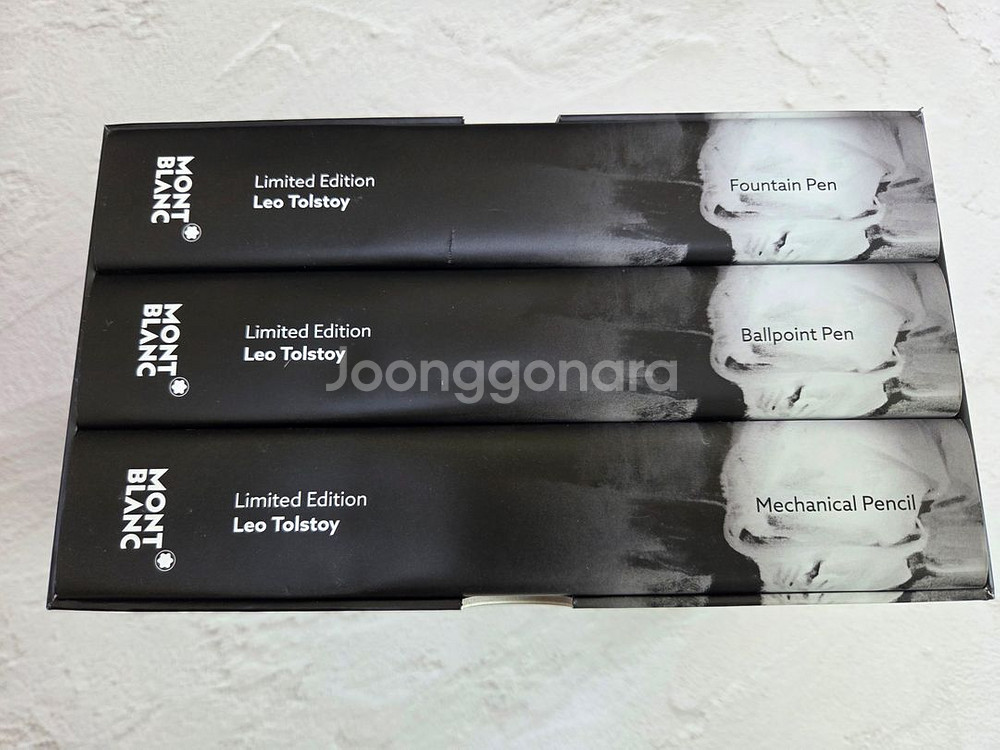 MONT
BLANC
Limited Edition
Leo Tolstoy
Fountain Pen
MONT
BLANC
Limited Edition
Leo Tolstoy
Ballpoint Pen
Joonggonara
MONT
BLANC
Limited Edition
Leo Tolstoy
Mechanical Pencil